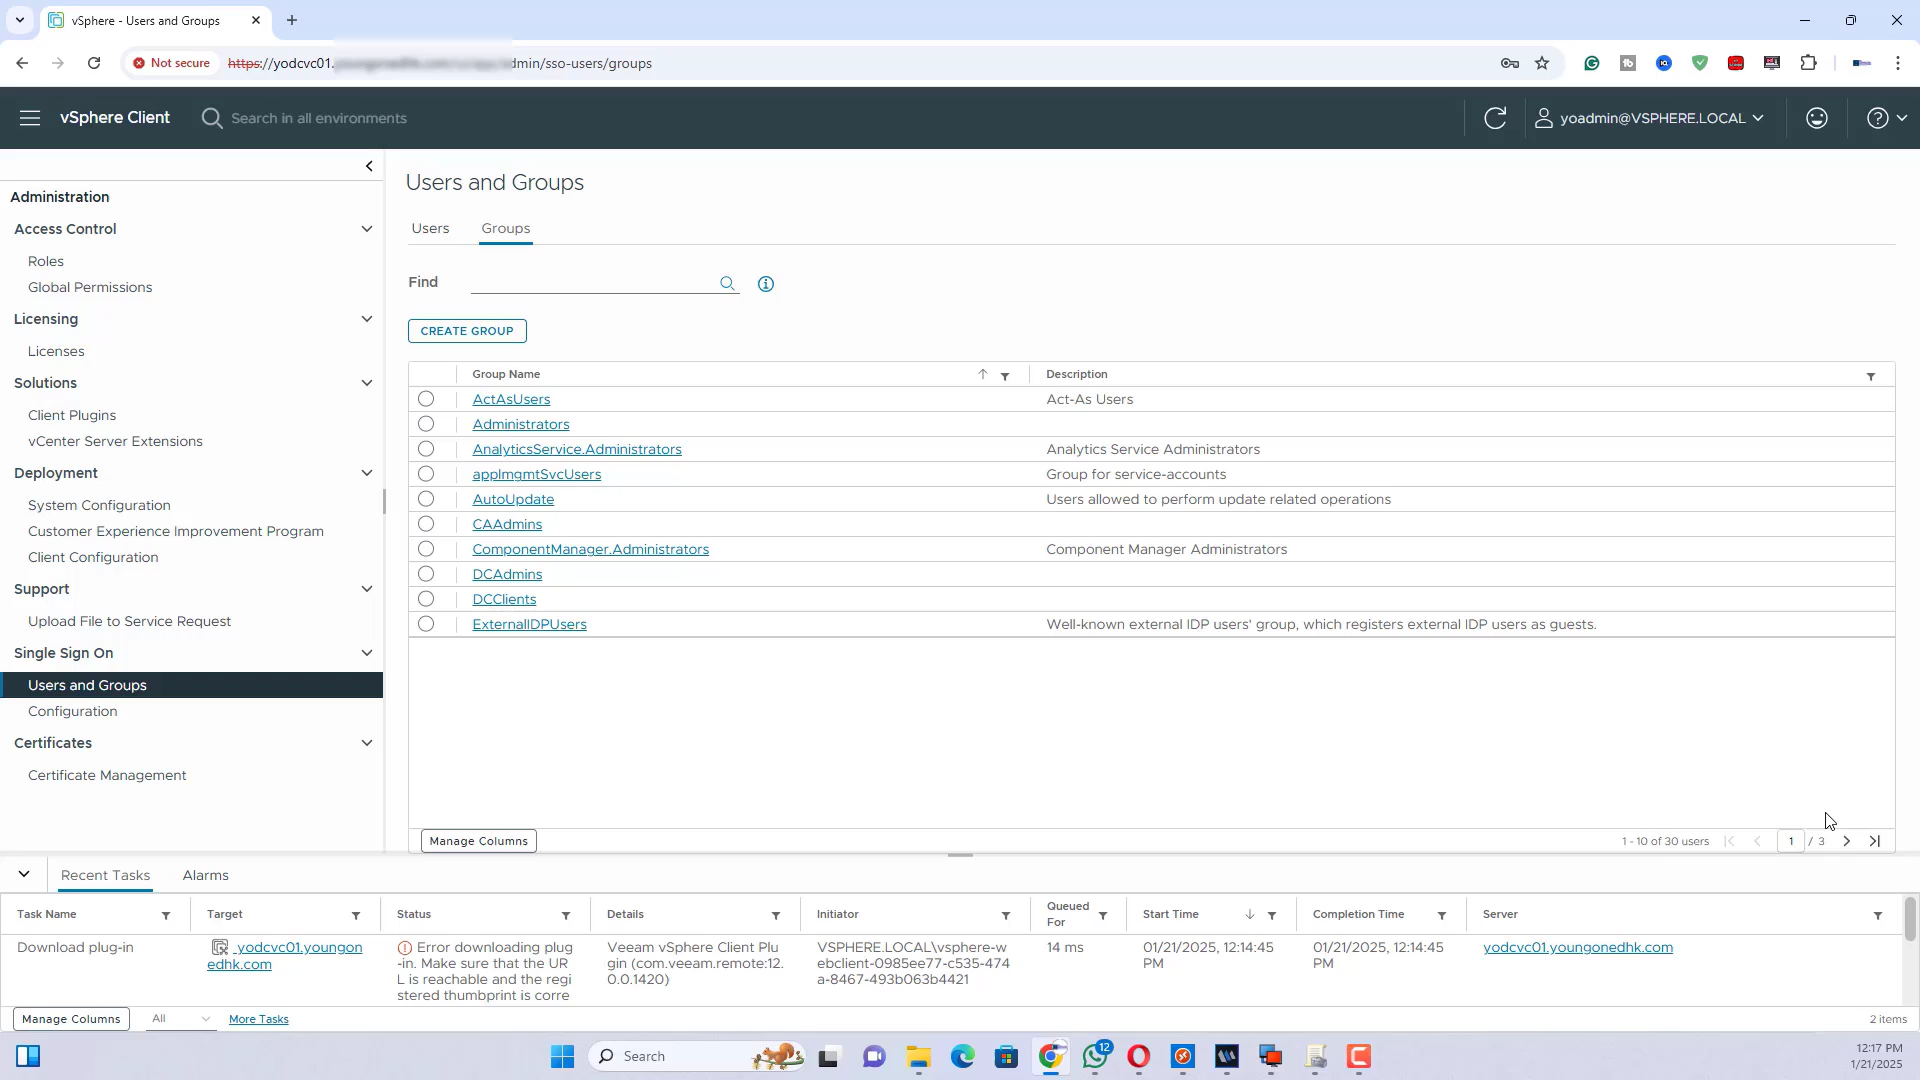 vSphere - Users and Groups
Not secure
https://yodcvc01.
dmin/sso-users/groups
vSphere Client
Search in all environments
yoadmin@VSPHERE.LOCAL
Administration
Access Control
Roles
Global Permissions
Licensing
Licenses
Solutions
Client Plugins
vCenter Server Extensions
Deployment
System Configuration
Customer Experience Improvement Program
Client Configuration
Support
Upload File to Service Request
Single Sign On
Users and Groups
Configuration
Certificates
Certificate Management
Users and Groups
Users Groups
Find
CREATE GROUP
Group Name Description
ActAsUsers Act-As Users
Administrators
AnalyticsService.Administrators Analytics Service Administrators
applmgmtSvcUsers Group for service-accounts
AutoUpdate Users allowed to perform update related operations
CAAdmins
ComponentManager.Administrators Component Manager Administrators
DCAdmins
DCClients
ExternalIDPUsers Well-known external IDP users' group, which registers external IDP users as guests.
Manage Columns 1 - 10 of 30 users 1 / 3
Recent Tasks Alarms
Task Name Target Status Details Initiator Queued For Start Time Completion Time Server
Download plug-in
yodcvc01.youngon
edhk.com
Error downloading plug
-in. Make sure that the UR
L is reachable and the regi
stered thumbprint is corre
Veeam vSphere Client Plu
gin (com.veeam.remote:12.
0.0.1420)
VSPHERE.LOCAL\vsphere-w
ebclient-0985ee77-c535-474
a-8467-493b063b4421
14 ms
01/21/2025, 12:14:45
PM
01/21/2025, 12:14:45
PM
yodcvc01.youngonedhk.com
Manage Columns All More Tasks 2 items
Search
12
12:17 PM
1/21/2025